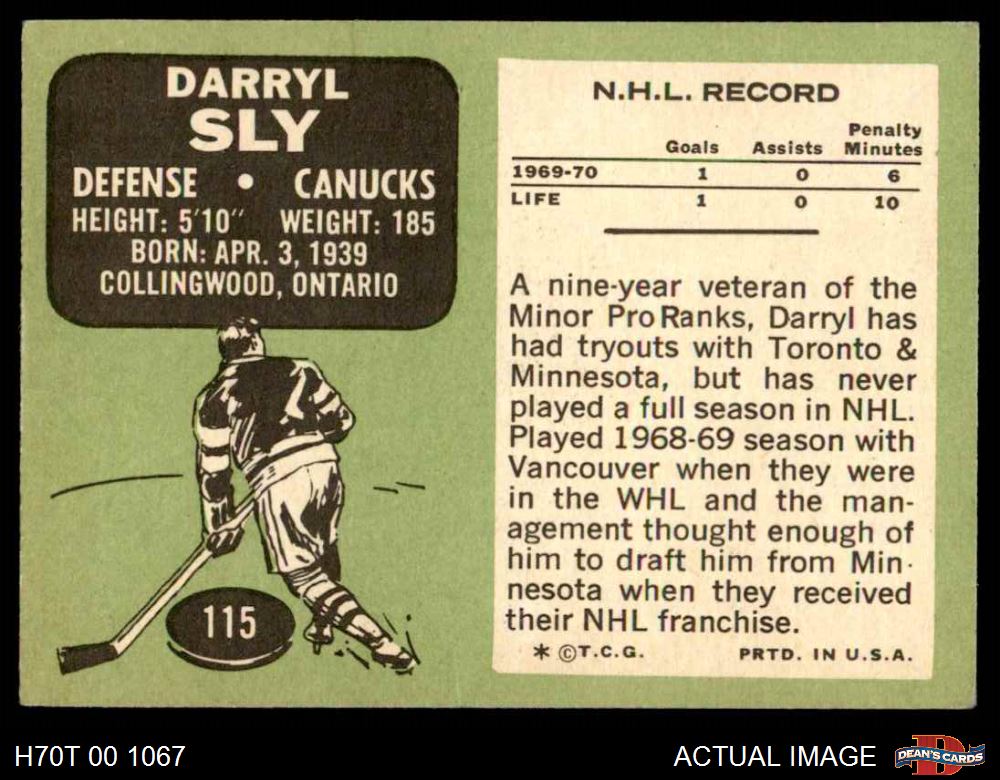 DARRYL
SLY
DEFENSE • CANUCKS
HEIGHT: 5'10" WEIGHT: 185
BORN: APR. 3, 1939
COLLINGWOOD, ONTARIO
115
N.H.L. RECORD
Goals Assists Penalty Minutes
1969-70 1 0 6
LIFE 1 0 10
A nine-year veteran of the
Minor Pro Ranks, Darryl has
had tryouts with Toronto &
Minnesota, but has never
played a full season in NHL.
Played 1968-69 season with
Vancouver when they were
in the WHL and the man-
agement thought enough of
him to draft him from Min-
nesota when they received
their NHL franchise.
* ©T.C.G. PRTD. IN U.S.A.
H70T 00 1067
ACTUAL IMAGE
D
DEAN'S CARDS